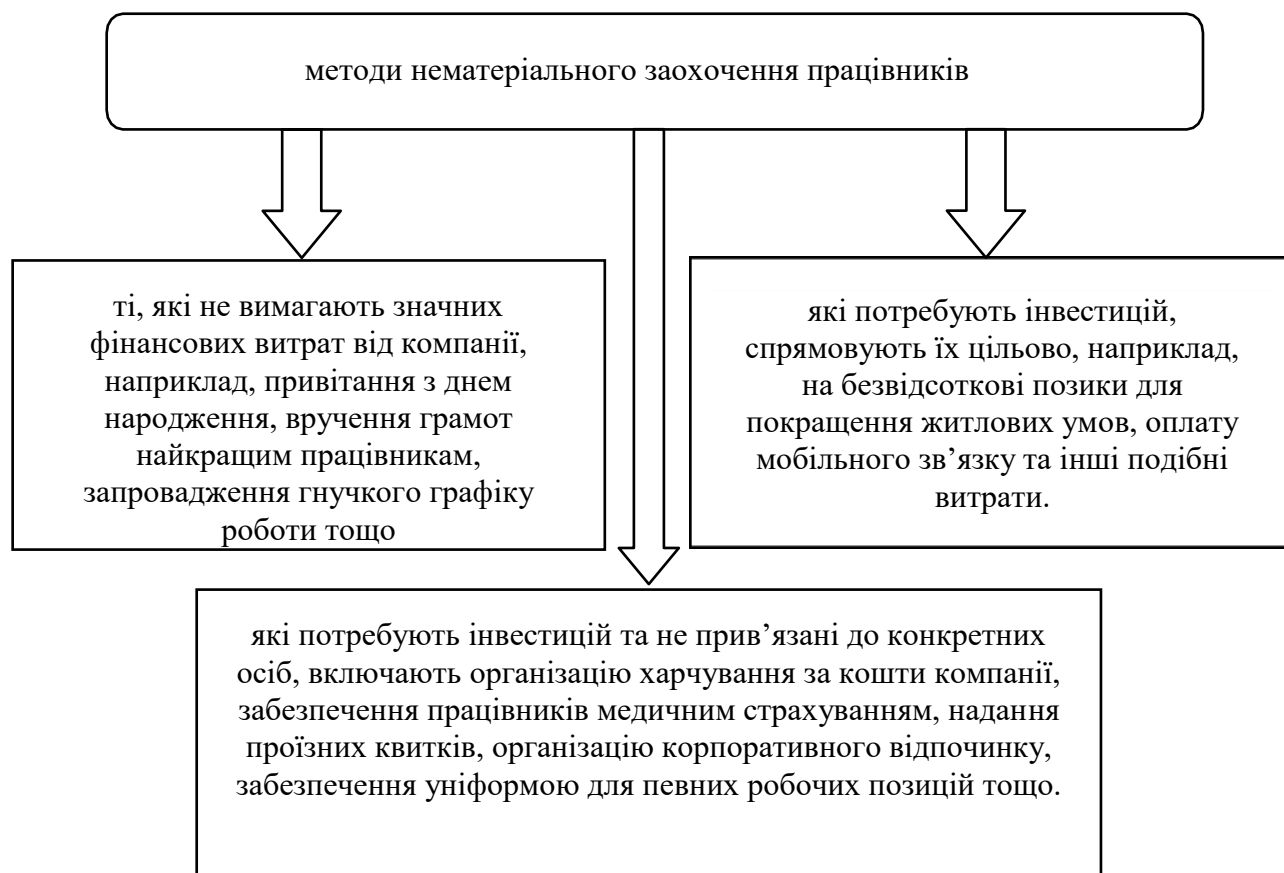 методи нематеріального заохочення працівників
ті, які не вимагають значних
фінансових витрат від компанії,
наприклад, привітання з днем
народження, вручення грамот
найкращим працівникам,
запровадження гнучкого графіку
роботи тощо
які потребують інвестицій,
спрямовують їх цільово, наприклад,
на безвідсоткові позики для
покращення житлових умов, оплату
мобільного зв’язку та інші подібні
витрати.
які потребують інвестицій та не прив’язані до конкретних
осіб, включають організацію харчування за кошти компанії,
забезпечення працівників медичним страхуванням, надання
проїзних квитків, організацію корпоративного відпочинку,
забезпечення уніформою для певних робочих позицій тощо.